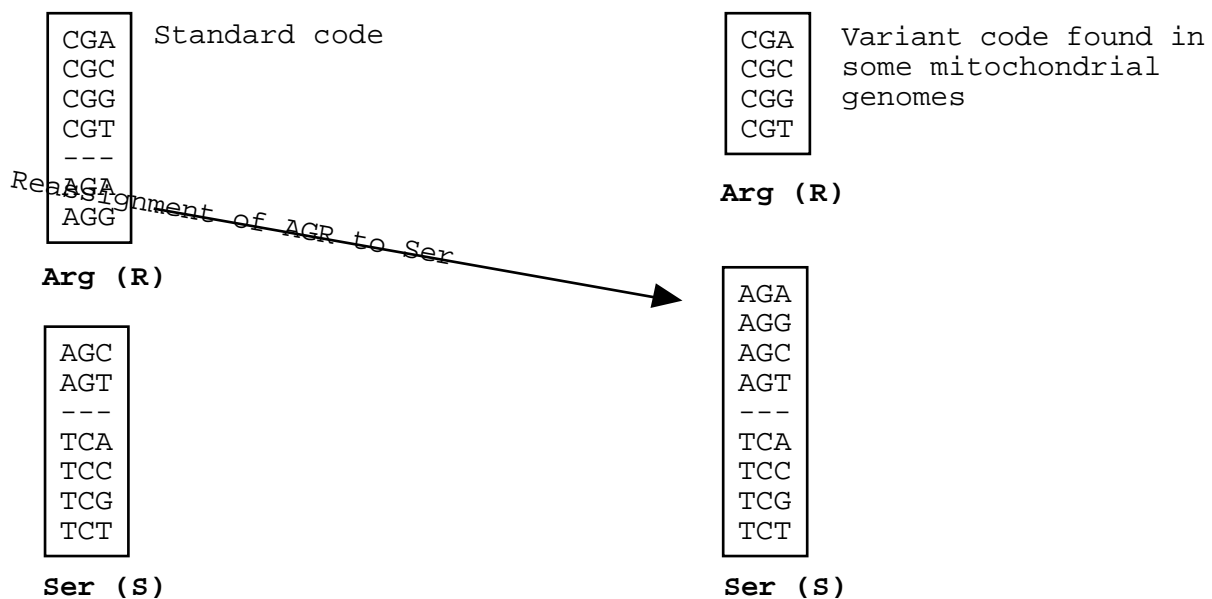 CGA
CGC
CGG
CGT
---
AGA
AGG
Arg (R)
Standard code
Reassignment of AGR to Ser
AGC
AGT
---
TCA
TCC
TCG
TCT
Ser (S)
CGA
CGC
CGG
CGT
Arg (R)
Variant code found in
some mitochondrial
genomes
AGA
AGG
AGC
AGT
---
TCA
TCC
TCG
TCT
Ser (S)